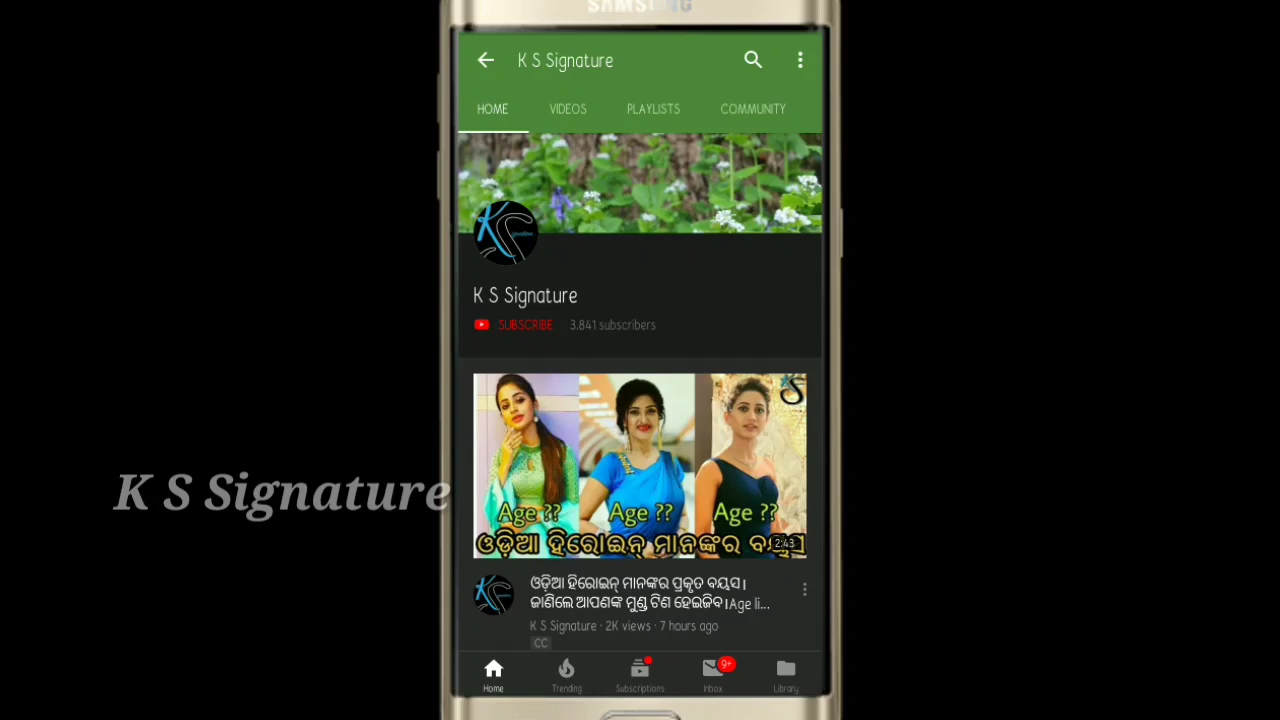 SAMSUNG
K S Signature
HOME VIDEOS PLAYLISTS COMMUNITY
K S Signature
SUBSCRIBE 3,841 subscribers
Age ?? Age ?? Age ??
ଓଡ଼ିଆ ହିରୋଇନ୍ ମାନଙ୍କର ବୟସ
2:43
K S Signature
ଓଡ଼ିଆ ହିରୋଇନ୍ ମାନଙ୍କର ପ୍ରକୃତ ବୟସ।
ଜାଣିଲେ ଆପଣଙ୍କ ମୁଣ୍ଡ ଟିଣ ହେଇଜିବ।Age li...
K S Signature · 2K views · 7 hours ago
CC
9+
Home Trending Subscriptions Inbox Library